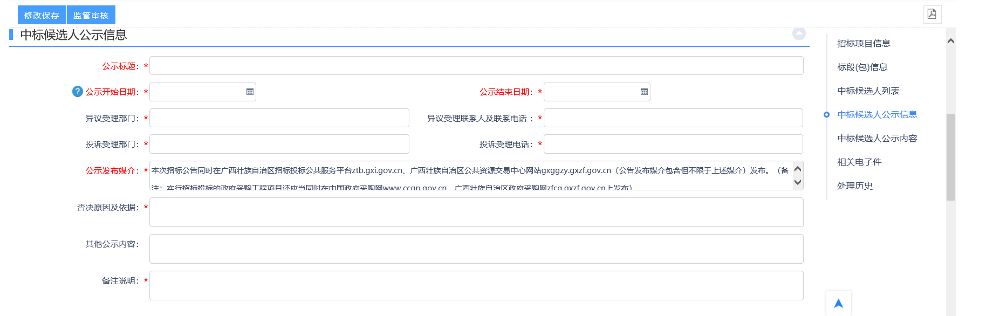 修改保存 监管审核
中标候选人公示信息
公示标题：*
? 公示开始日期：* 公示结束日期：*
异议受理部门：* 异议受理联系人及联系电话 ：*
投诉受理部门：* 投诉受理电话：*
公示发布媒介：* 本次招标公告同时在广西壮族自治区招标投标公共服务平台ztb.gxi.gov.cn、广西壮族自治区公共资源交易中心网站gxggzy.gxzf.gov.cn（公告发布媒介包含但不限于上述媒介）发布。（备
注：实行招标投标的政府采购工程项目还应当同时在中国政府采购网www.ccgp.gov.cn、广西壮族自治区政府采购网zfcg.gxzf.gov.cn上发布）
否决原因及依据：*
其他公示内容：
备注说明：*
招标项目信息
标段(包)信息
中标候选人列表
中标候选人公示信息
中标候选人公示内容
相关电子件
处理历史